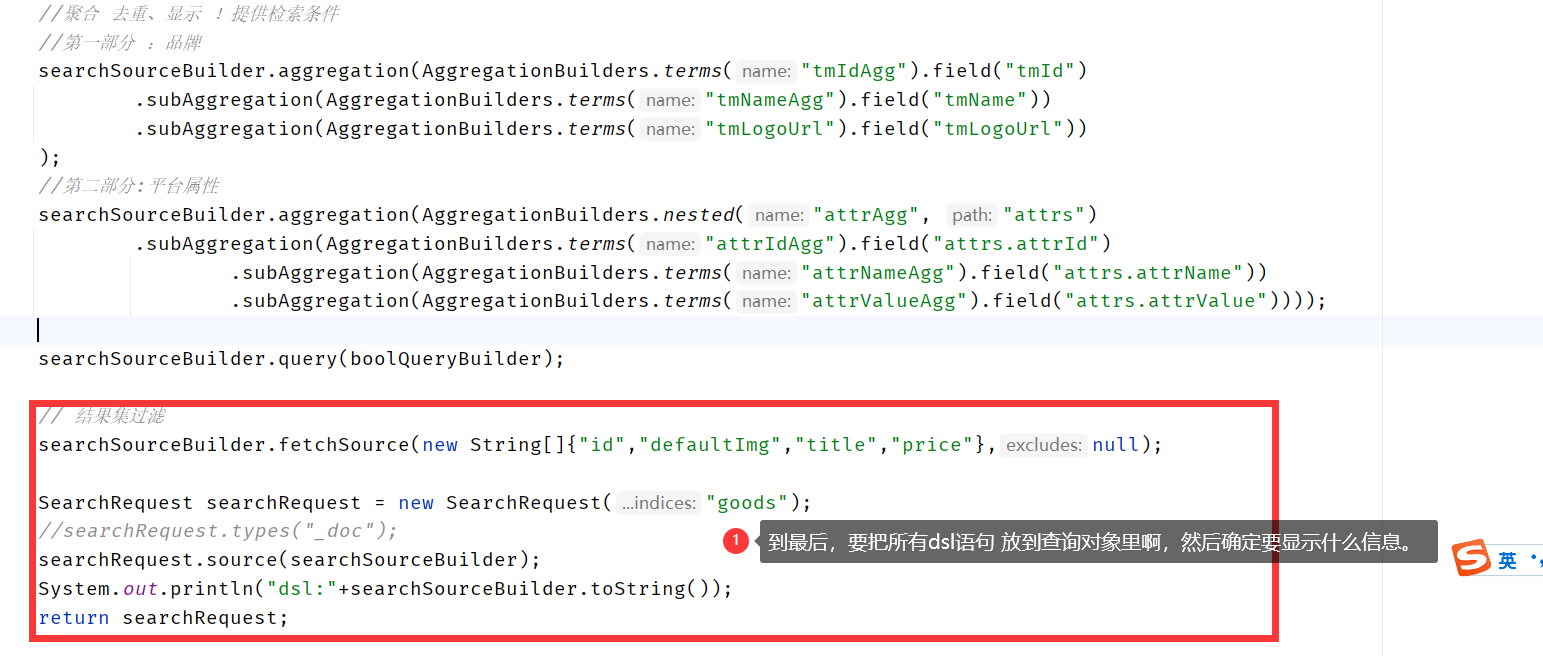 //聚合 去重、显示 ！提供检索条件
//第一部分 ：品牌
searchSourceBuilder.aggregation(AggregationBuilders.terms( name: "tmIdAgg").field("tmId")
.subAggregation(AggregationBuilders.terms( name: "tmNameAgg").field("tmName"))
.subAggregation(AggregationBuilders.terms( name: "tmLogoUrl").field("tmLogoUrl"))
);
//第二部分:平台属性
searchSourceBuilder.aggregation(AggregationBuilders.nested( name: "attrAgg", path: "attrs")
.subAggregation(AggregationBuilders.terms( name: "attrIdAgg").field("attrs.attrId")
.subAggregation(AggregationBuilders.terms( name: "attrNameAgg").field("attrs.attrName"))
.subAggregation(AggregationBuilders.terms( name: "attrValueAgg").field("attrs.attrValue"))));
searchSourceBuilder.query(boolQueryBuilder);
// 结果集过滤
searchSourceBuilder.fetchSource(new String[]{"id","defaultImg","title","price"}, excludes: null);
SearchRequest searchRequest = new SearchRequest( ...indices: "goods");
//searchRequest.types("_doc");
1 到最后，要把所有dsl语句 放到查询对象里啊，然后确定要显示什么信息。
searchRequest.source(searchSourceBuilder);
System.out.println("dsl:"+searchSourceBuilder.toString());
return searchRequest;
S 英